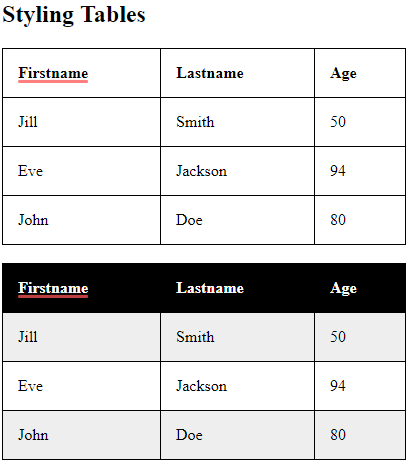 Styling Tables
Firstname Lastname Age
Jill Smith 50
Eve Jackson 94
John Doe 80
Firstname Lastname Age
Jill Smith 50
Eve Jackson 94
John Doe 80